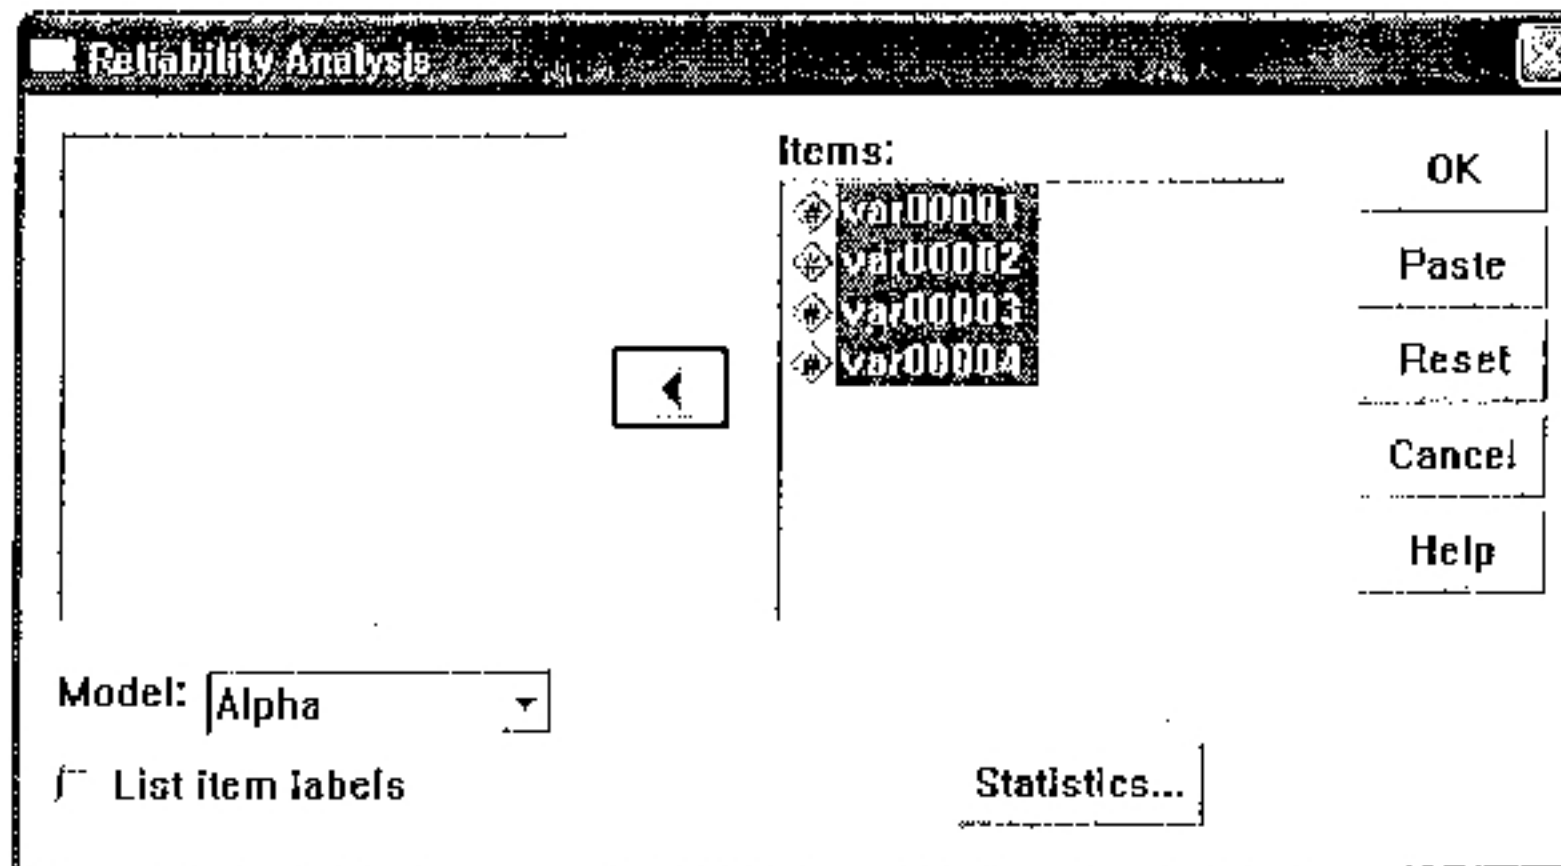 Reliability Analysis
Items:
var00001
var00002
var00003
var00004
OK
Paste
Reset
Cancel
Help
Model: Alpha
List item labels
Statistics...